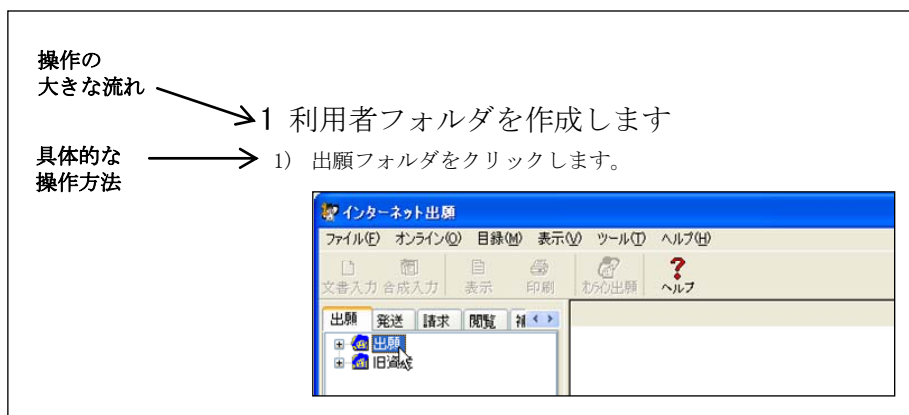 操作の
大きな流れ
1 利用者フォルダを作成します
具体的な
操作方法
1) 出願フォルダをクリックします。
インターネット出願
ファイル(F) オンライン(O) 目録(M) 表示(V) ツール(T) ヘルプ(H)
文書入力 合成入力 表示 印刷 オンライン出願 ヘルプ
出願 発送 請求 閲覧 補
出願